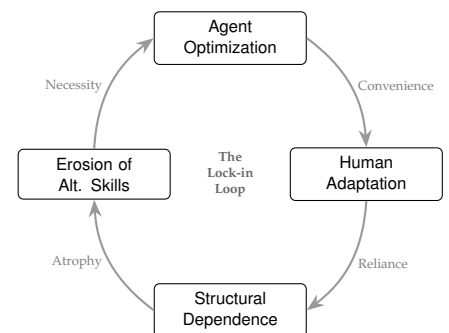 Agent
Optimization
Necessity
Convenience
Erosion of
Alt. Skills
The
Lock-in
Loop
Human
Adaptation
Atrophy
Reliance
Structural
Dependence